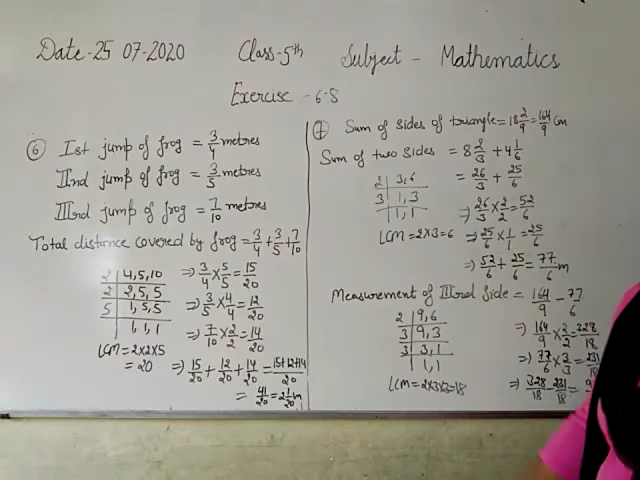 Date-25 07-2020 Class-5th Subject - Mathematics
Exercise - 6.5
⑥ Ist jump of frog = 3/4 metres
IInd jump of frog = 3/5 metres
IIIrd jump of frog = 7/10 metres
Total distance covered by frog = 3/4 + 3/5 + 7/10
2 | 4, 5, 10
2 | 2, 5, 5
5 | 1, 5, 5
1, 1, 1
LCM = 2x2x5
= 20
⇒ 3/4 x 5/5 = 15/20
⇒ 3/5 x 4/4 = 12/20
⇒ 7/10 x 2/2 = 14/20
⇒ 15/20 + 12/20 + 14/20 = 15+12+14/20
= 41/20 = 2 1/20 m
⑦ Sum of sides of triangle = 18 2/9 = 164/9 cm
Sum of two sides = 8 2/3 + 4 1/6
= 26/3 + 25/6
2 | 3, 6
3 | 1, 3
1, 1
LCM = 2x3=6
⇒ 26/3 x 2/2 = 52/6
⇒ 25/6 x 1/1 = 25/6
⇒ 52/6 + 25/6 = 77/6 m
Measurement of IIIrd Side = 164/9 - 77/6
2 | 9, 6
3 | 9, 3
3 | 3, 1
1, 1
LCM = 2x3x3=18
⇒ 164/9 x 2/2 = 328/18
⇒ 77/6 x 3/3 = 231/18
⇒ 328/18 - 231/18 = 9